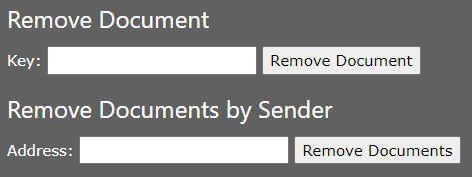 Remove Document
Key: Remove Document
Remove Documents by Sender
Address: Remove Documents